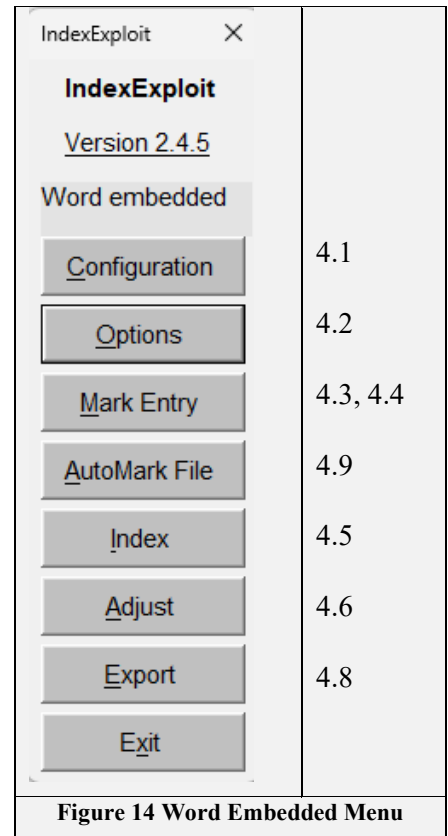 IndexExploit
IndexExploit
Version 2.4.5
Word embedded
Configuration 4.1
Options 4.2
Mark Entry 4.3, 4.4
AutoMark File 4.9
Index 4.5
Adjust 4.6
Export 4.8
Exit
Figure 14 Word Embedded Menu